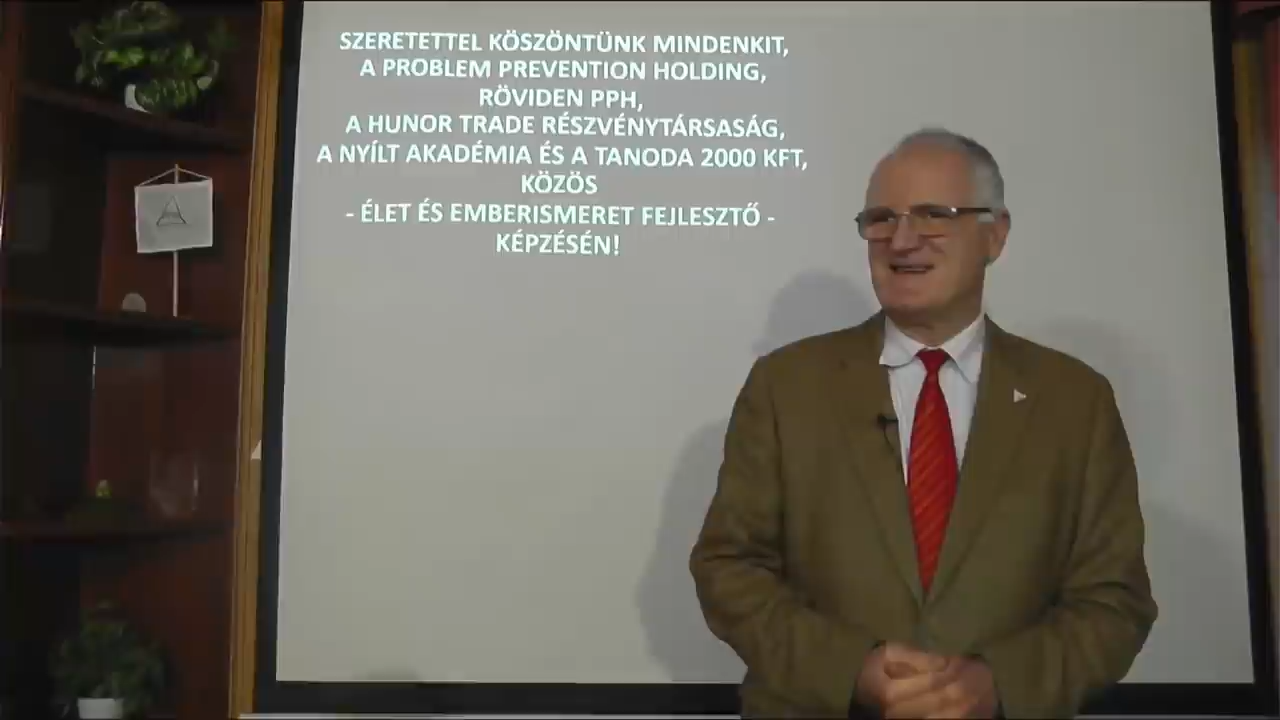 SZERETETTEL KÖSZÖNTÜNK MINDENKIT,
A PROBLEM PREVENTION HOLDING,
RÖVIDEN PPH,
A HUNOR TRADE RÉSZVÉNYTÁRSASÁG,
A NYÍLT AKADÉMIA ÉS A TANODA 2000 KFT,
KÖZÖS
- ÉLET ÉS EMBERISMERET FEJLESZTŐ -
KÉPZÉSÉN!